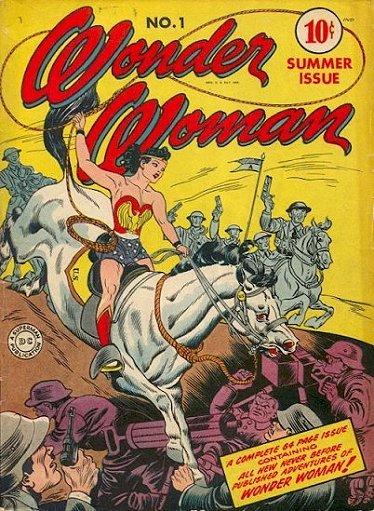 NO. 1
10¢
Wonder
SUMMER
ISSUE
Woman
U.S
A SUPERMAN
DC
PUBLICATION
A COMPLETE 64 PAGE ISSUE
CONTAINING
ALL NEW NEVER BEFORE
PUBLISHED ADVENTURES OF
WONDER WOMAN!